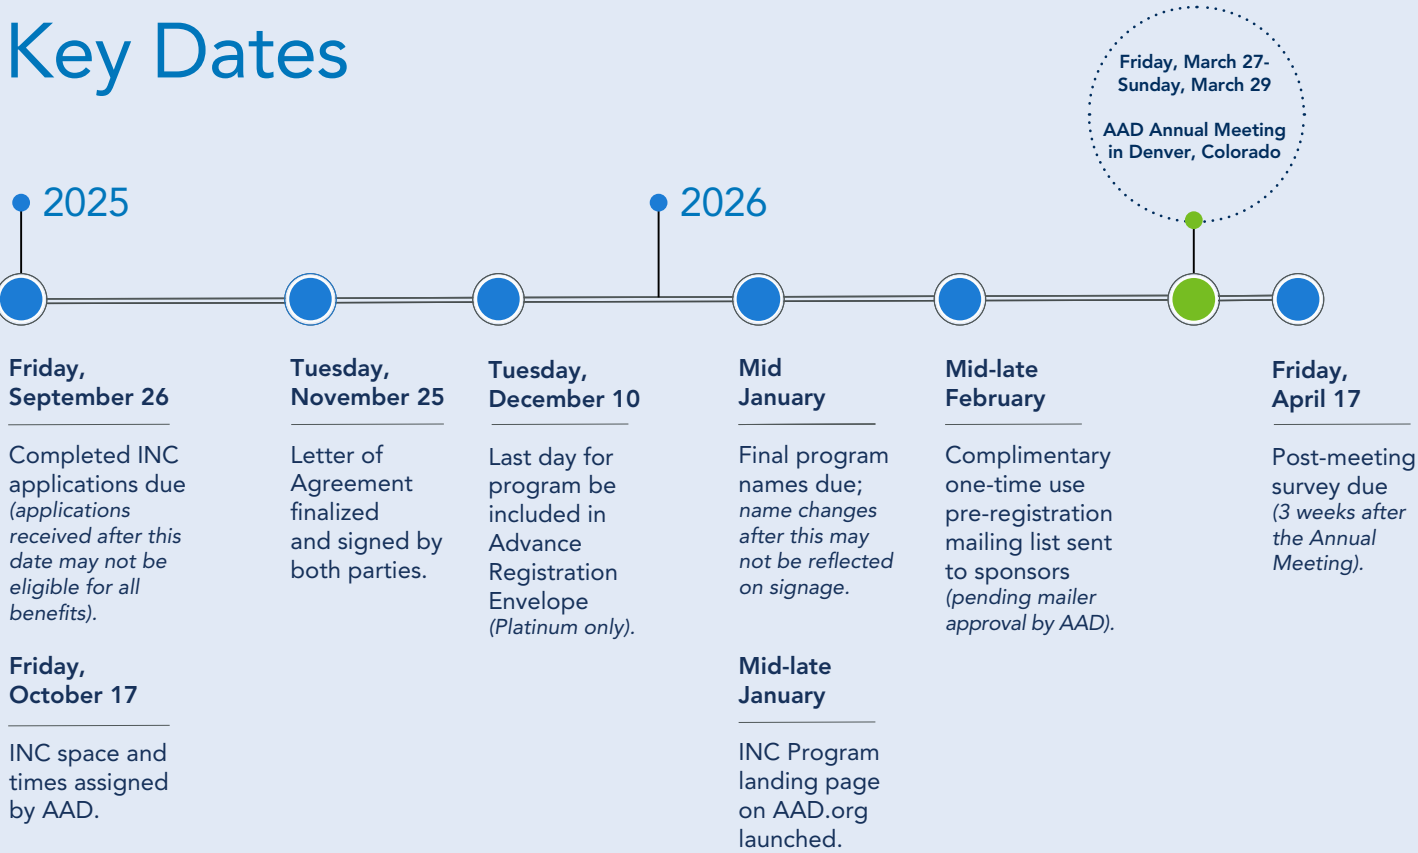 Key Dates
Friday, March 27-
Sunday, March 29
AAD Annual Meeting
in Denver, Colorado
2025
2026
Friday,
September 26
Completed INC
applications due
(applications
received after this
date may not be
eligible for all
benefits).
Friday,
October 17
INC space and
times assigned
by AAD.
Tuesday,
November 25
Letter of
Agreement
finalized
and signed by
both parties.
Tuesday,
December 10
Last day for
program be
included in
Advance
Registration
Envelope
(Platinum only).
Mid
January
Final program
names due;
name changes
after this may
not be reflected
on signage.
Mid-late
January
INC Program
landing page
on AAD.org
launched.
Mid-late
February
Complimentary
one-time use
pre-registration
mailing list sent
to sponsors
(pending mailer
approval by AAD).
Friday,
April 17
Post-meeting
survey due
(3 weeks after
the Annual
Meeting).